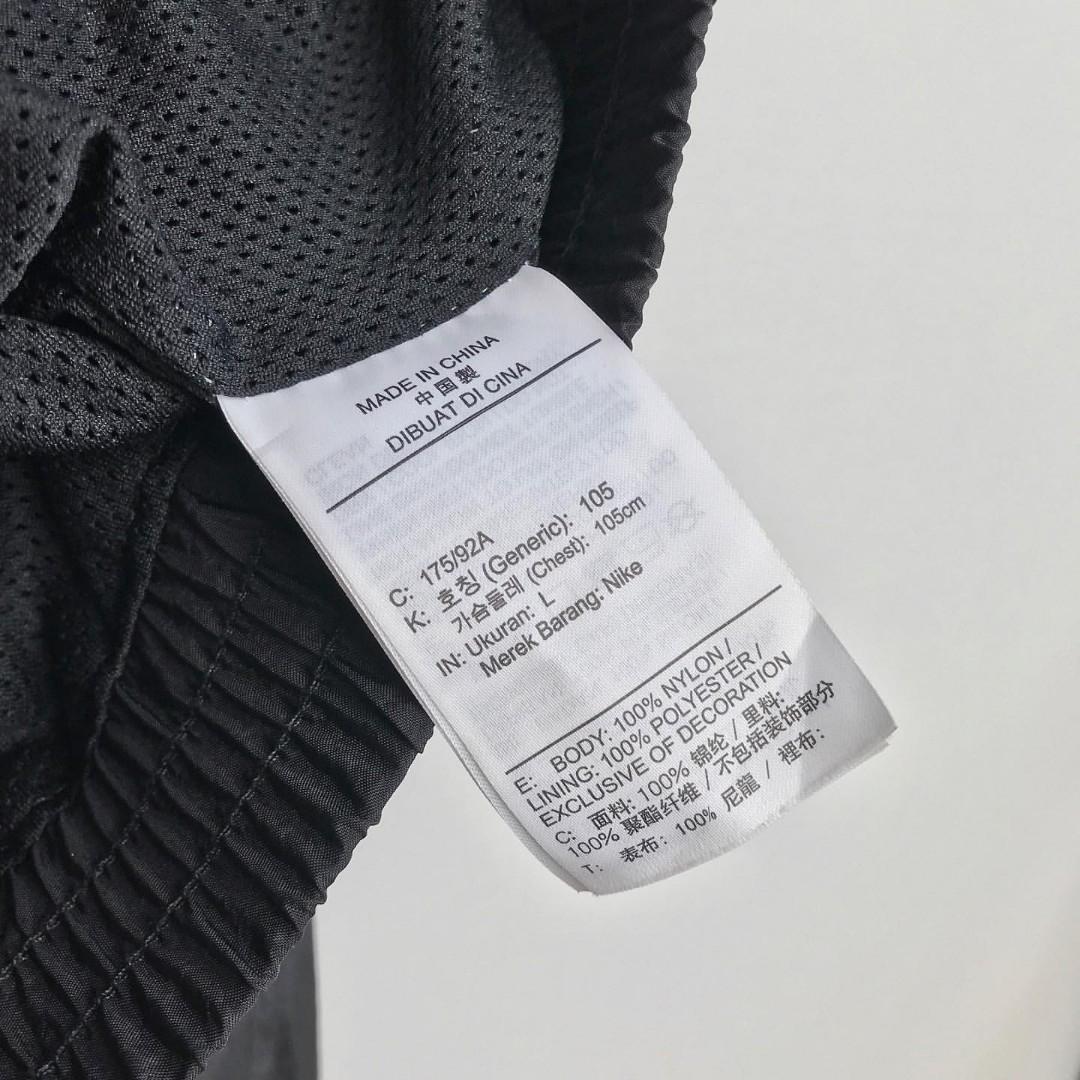 MADE IN CHINA
中国製
DIBUAT DI CINA
C: 175/92A
K: 호칭 (Generic): 105
가슴둘레 (Chest): 105cm
IN: Ukuran: L
Merek Barang: Nike
E: BODY: 100% NYLON /
LINING: 100% POLYESTER /
EXCLUSIVE OF DECORATION
C: 面料: 100% 锦纶 / 里料:
100% 聚酯纤维 / 不包括装饰部分
T: 表布: 100% 尼龍 / 裡布: